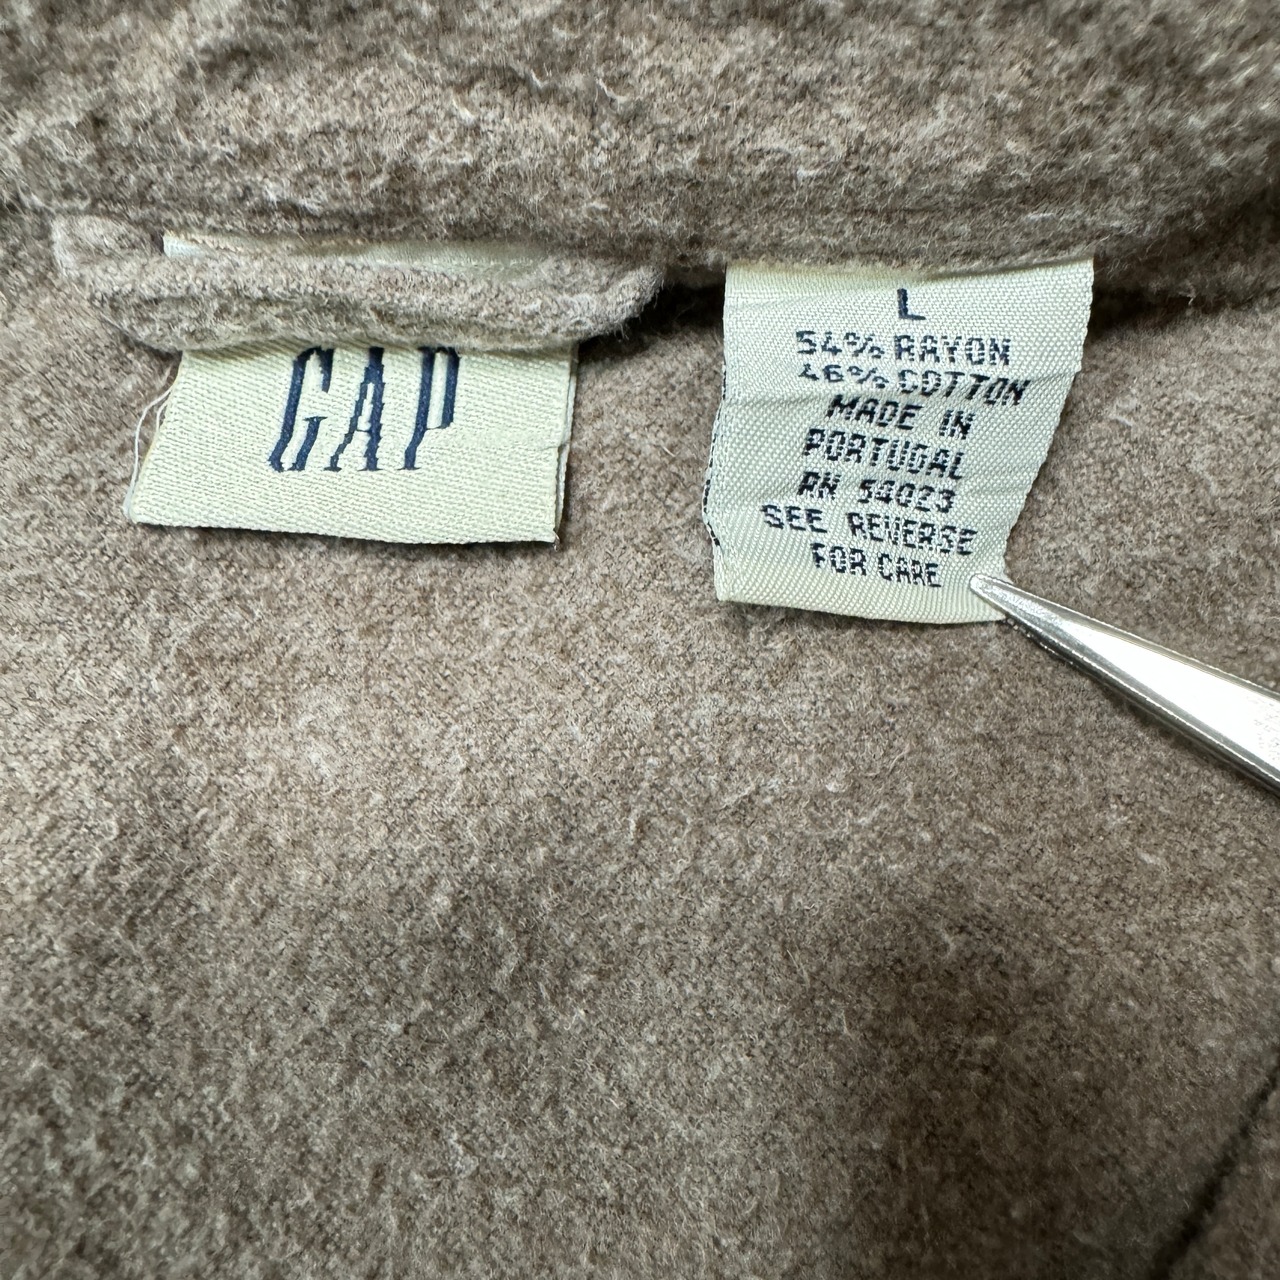 GAP
L
54% RAYON
46% COTTON
MADE IN
PORTUGAL
RN 54023
SEE REVERSE
FOR CARE